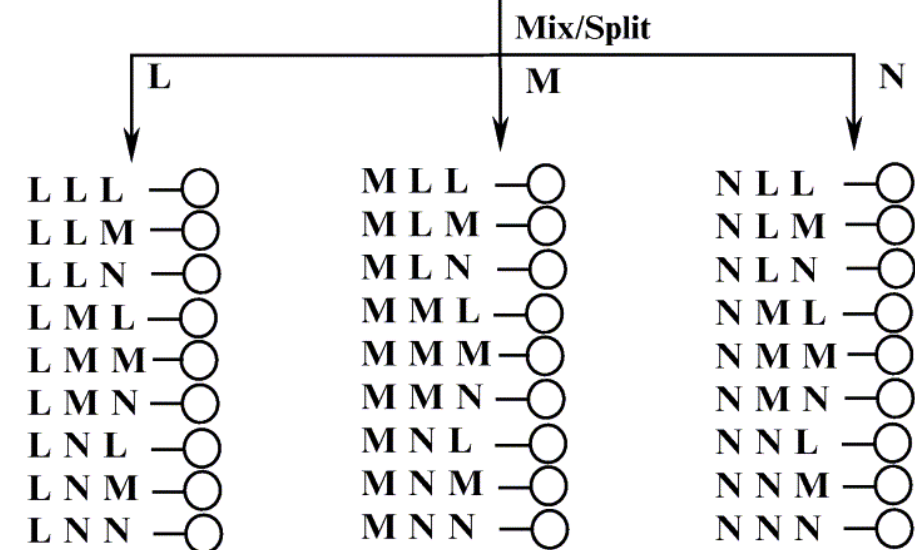 Mix/Split
L
M
N
L L L
L L M
L L N
L M L
L M M
L M N
L N L
L N M
L N N
M L L
M L M
M L N
M M L
M M M
M M N
M N L
M N M
M N N
N L L
N L M
N L N
N M L
N M M
N M N
N N L
N N M
N N N